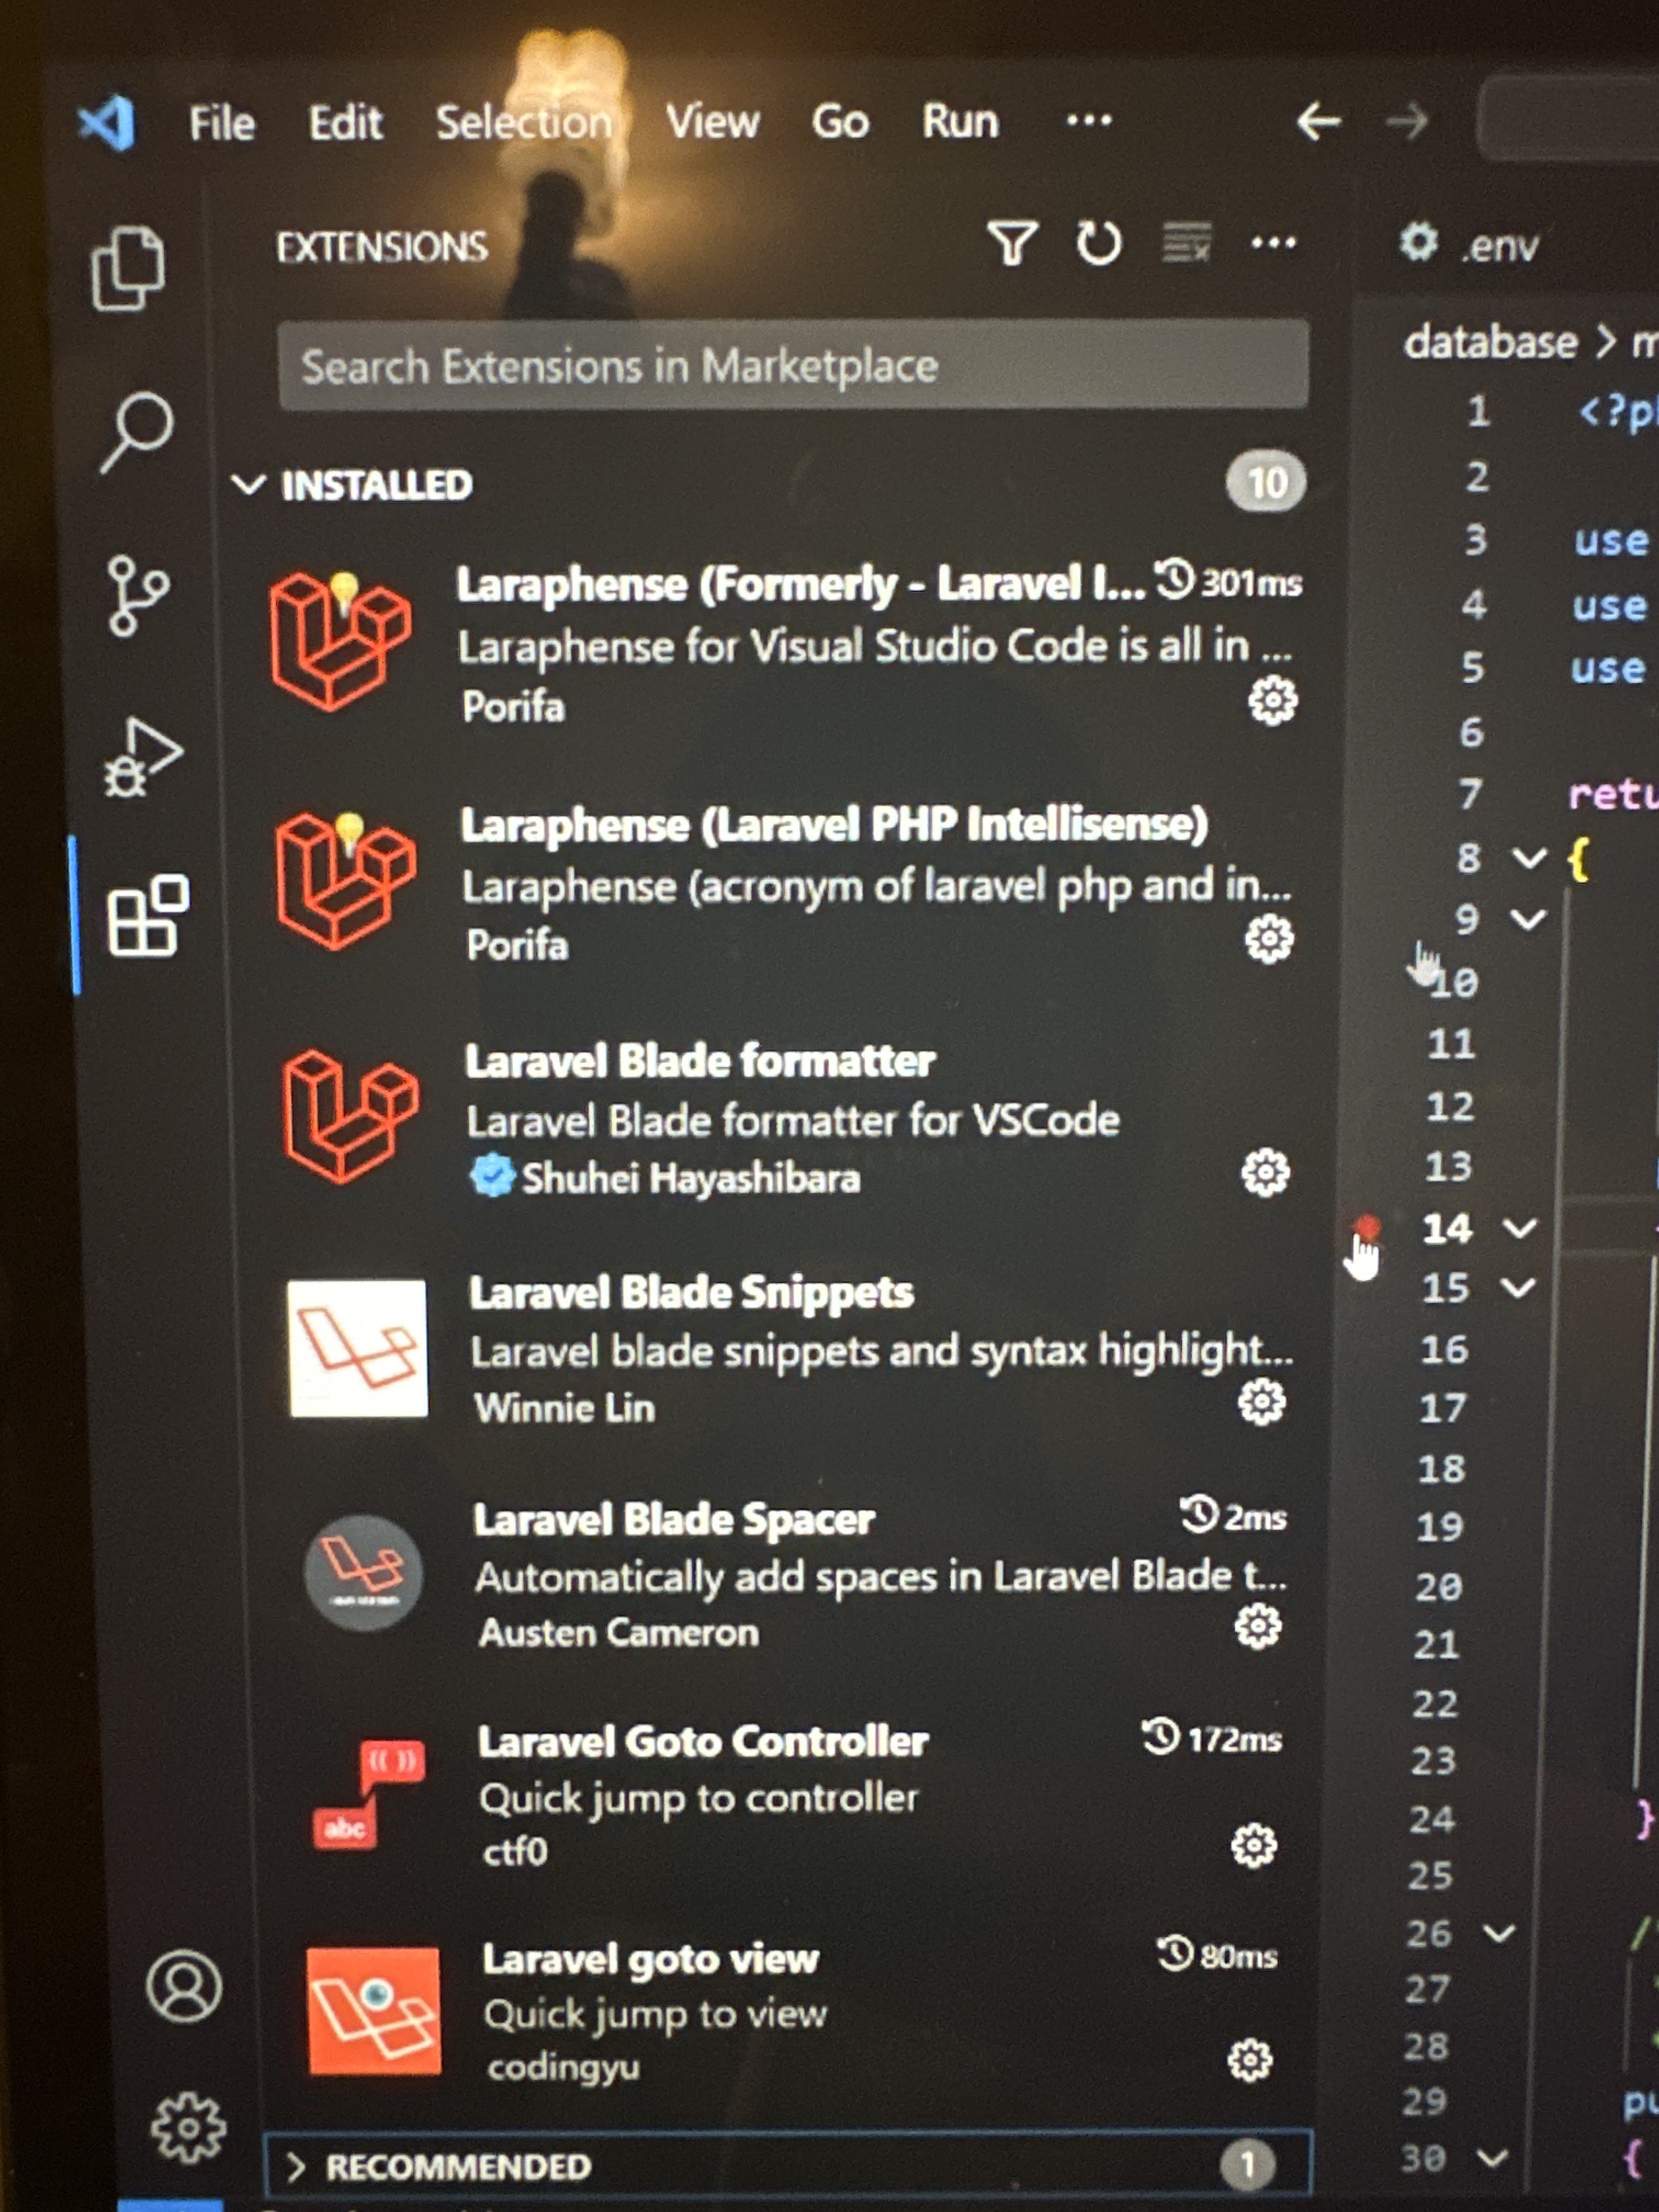 File Edit Selection View Go Run ...
EXTENSIONS
Search Extensions in Marketplace
INSTALLED 10
Laraphense (Formerly - Laravel I... 301ms
Laraphense for Visual Studio Code is all in ...
Porifa
Laraphense (Laravel PHP Intellisense)
Laraphense (acronym of laravel php and in...
Porifa
Laravel Blade formatter
Laravel Blade formatter for VSCode
Shuhei Hayashibara
Laravel Blade Snippets
Laravel blade snippets and syntax highlight...
Winnie Lin
Laravel Blade Spacer 2ms
Automatically add spaces in Laravel Blade t...
Austen Cameron
{{ }}
abc
Laravel Goto Controller 172ms
Quick jump to controller
ctf0
Laravel goto view 80ms
Quick jump to view
codingyu
RECOMMENDED 1
.env
database > m
1 <?p
2
3 use
4 use
5 use
6
7 retu
8 {
9
10
11
12
13
14
15
16
17
18
19
20
21
22
23
24 }
25
26 /
27
28
29 pu
30 {